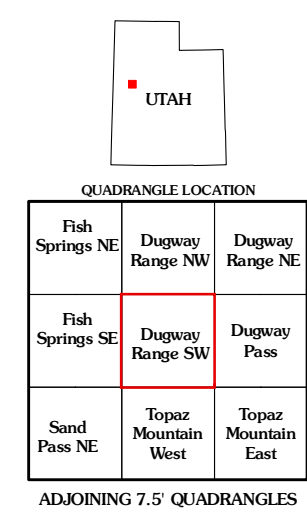 UTAH
QUADRANGLE LOCATION
Fish
Springs NE
Dugway
Range NW
Dugway
Range NE
Fish
Springs SE
Dugway
Range SW
Dugway
Pass
Sand
Pass NE
Topaz
Mountain
West
Topaz
Mountain
East
ADJOINING 7.5' QUADRANGLES